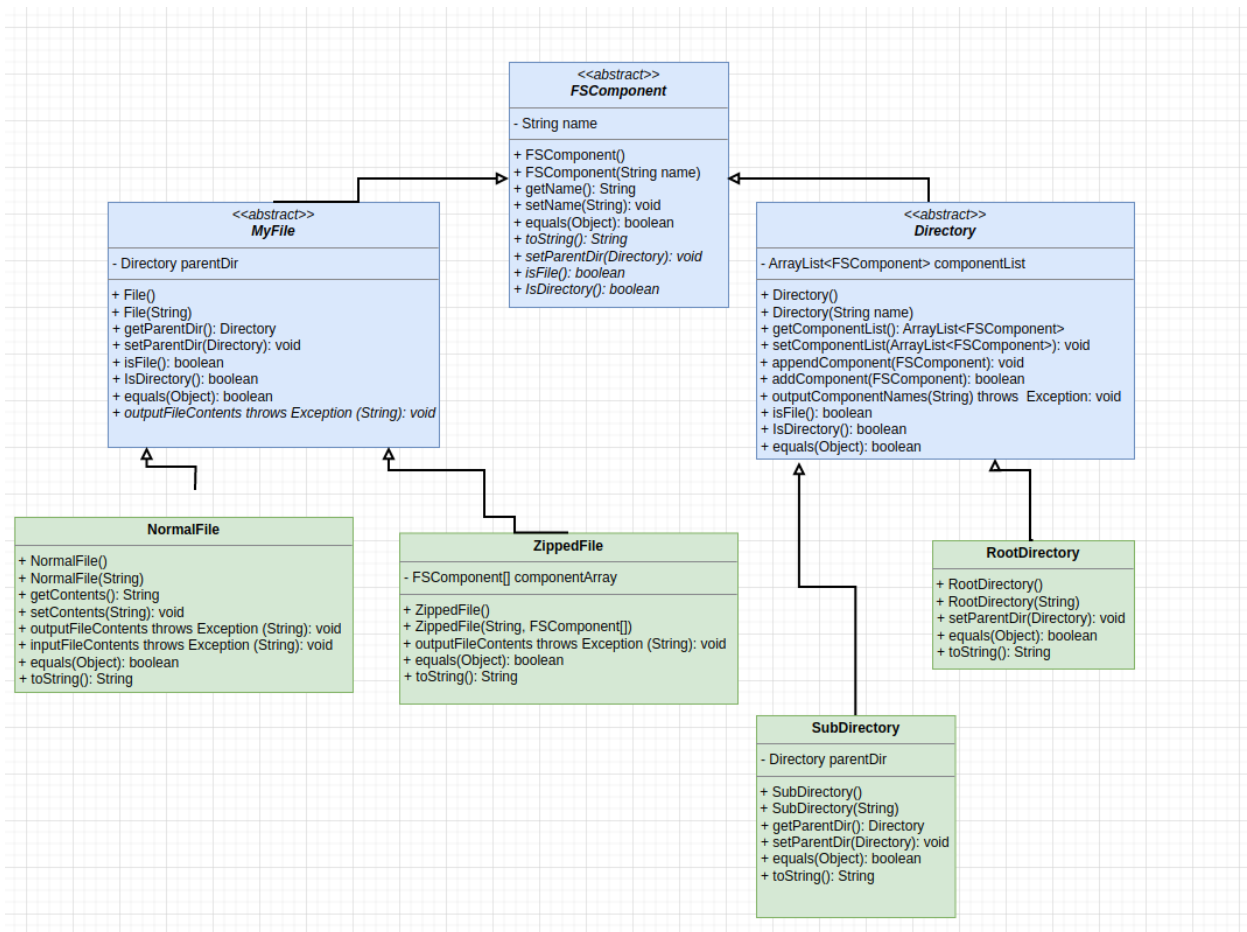 <<abstract>>
FSComponent
- String name
+ FSComponent()
+ FSComponent(String name)
+ getName(): String
+ setName(String): void
+ equals(Object): boolean
+ toString(): String
+ setParentDir(Directory): void
+ isFile(): boolean
+ IsDirectory(): boolean
<<abstract>>
MyFile
- Directory parentDir
+ File()
+ File(String)
+ getParentDir(): Directory
+ setParentDir(Directory): void
+ isFile(): boolean
+ IsDirectory(): boolean
+ equals(Object): boolean
+ outputFileContents throws Exception (String): void
<<abstract>>
Directory
- ArrayList<FSComponent> componentList
+ Directory()
+ Directory(String name)
+ getComponentList(): ArrayList<FSComponent>
+ setComponentList(ArrayList<FSComponent>): void
+ appendComponent(FSComponent): void
+ addComponent(FSComponent): boolean
+ outputComponentNames(String) throws  Exception: void
+ isFile(): boolean
+ IsDirectory(): boolean
+ equals(Object): boolean
NormalFile
+ NormalFile()
+ NormalFile(String)
+ getContents(): String
+ setContents(String): void
+ outputFileContents throws Exception (String): void
+ inputFileContents throws Exception (String): void
+ equals(Object): boolean
+ toString(): String
ZippedFile
- FSComponent[] componentArray
+ ZippedFile()
+ ZippedFile(String, FSComponent[])
+ outputFileContents throws Exception (String): void
+ equals(Object): boolean
+ toString(): String
RootDirectory
+ RootDirectory()
+ RootDirectory(String)
+ setParentDir(Directory): void
+ equals(Object): boolean
+ toString(): String
SubDirectory
- Directory parentDir
+ SubDirectory()
+ SubDirectory(String)
+ getParentDir(): Directory
+ setParentDir(Directory): void
+ equals(Object): boolean
+ toString(): String